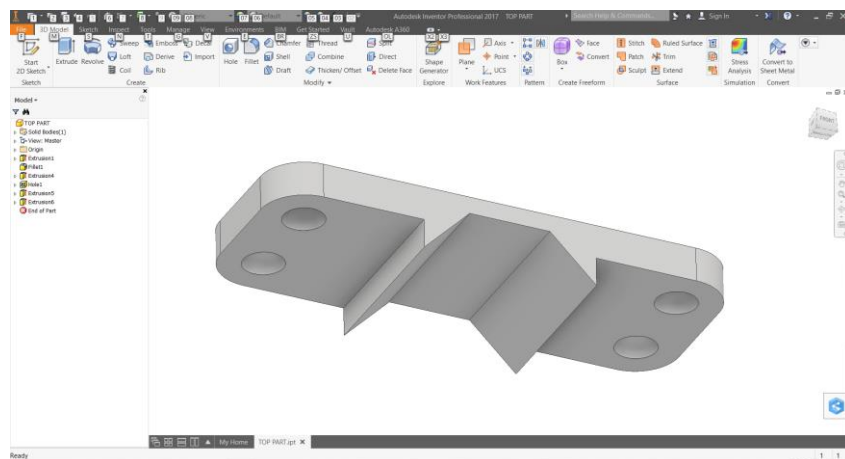 Autodesk Inventor Professional 2017 TOP PART
Search Help & Commands...
Sign In
File 3D Model Sketch Inspect Tools Manage View Environments BIM Get Started Vault Autodesk A360
Start
2D Sketch
Extrude Revolve
Sweep
Loft
Coil
Emboss
Derive
Rib
Decal
Import
Hole Fillet
Chamfer
Shell
Draft
Thread
Combine
Thicken/ Offset
Split
Direct
Delete Face
Shape
Generator
Plane
Axis
Point
UCS
Box
Face
Convert
Stitch
Patch
Sculpt
Ruled Surface
Trim
Extend
Stress
Analysis
Convert to
Sheet Metal
Sketch Create Modify Explore Work Features Pattern Create Freeform Surface Simulation Convert
Model
TOP PART
Solid Bodies(1)
View: Master
Origin
Extrusion1
Fillet1
Extrusion4
Hole1
Extrusion5
Extrusion6
End of Part
FRONT
My Home TOP PART.ipt
Ready 1 1